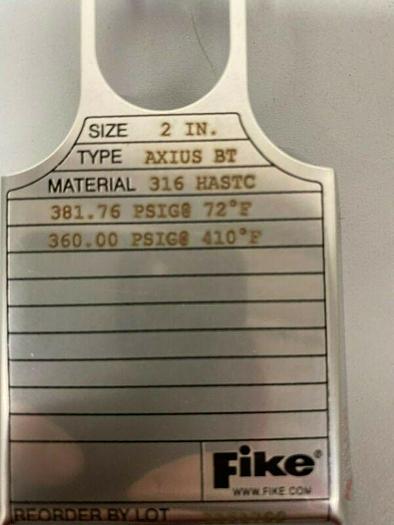 SIZE 2 IN.
TYPE AXIUS BT
MATERIAL 316 HASTC
381.76 PSIG@ 72°F
360.00 PSIG@ 410°F
Fike®
WWW.FIKE.COM
REORDER BY LOT